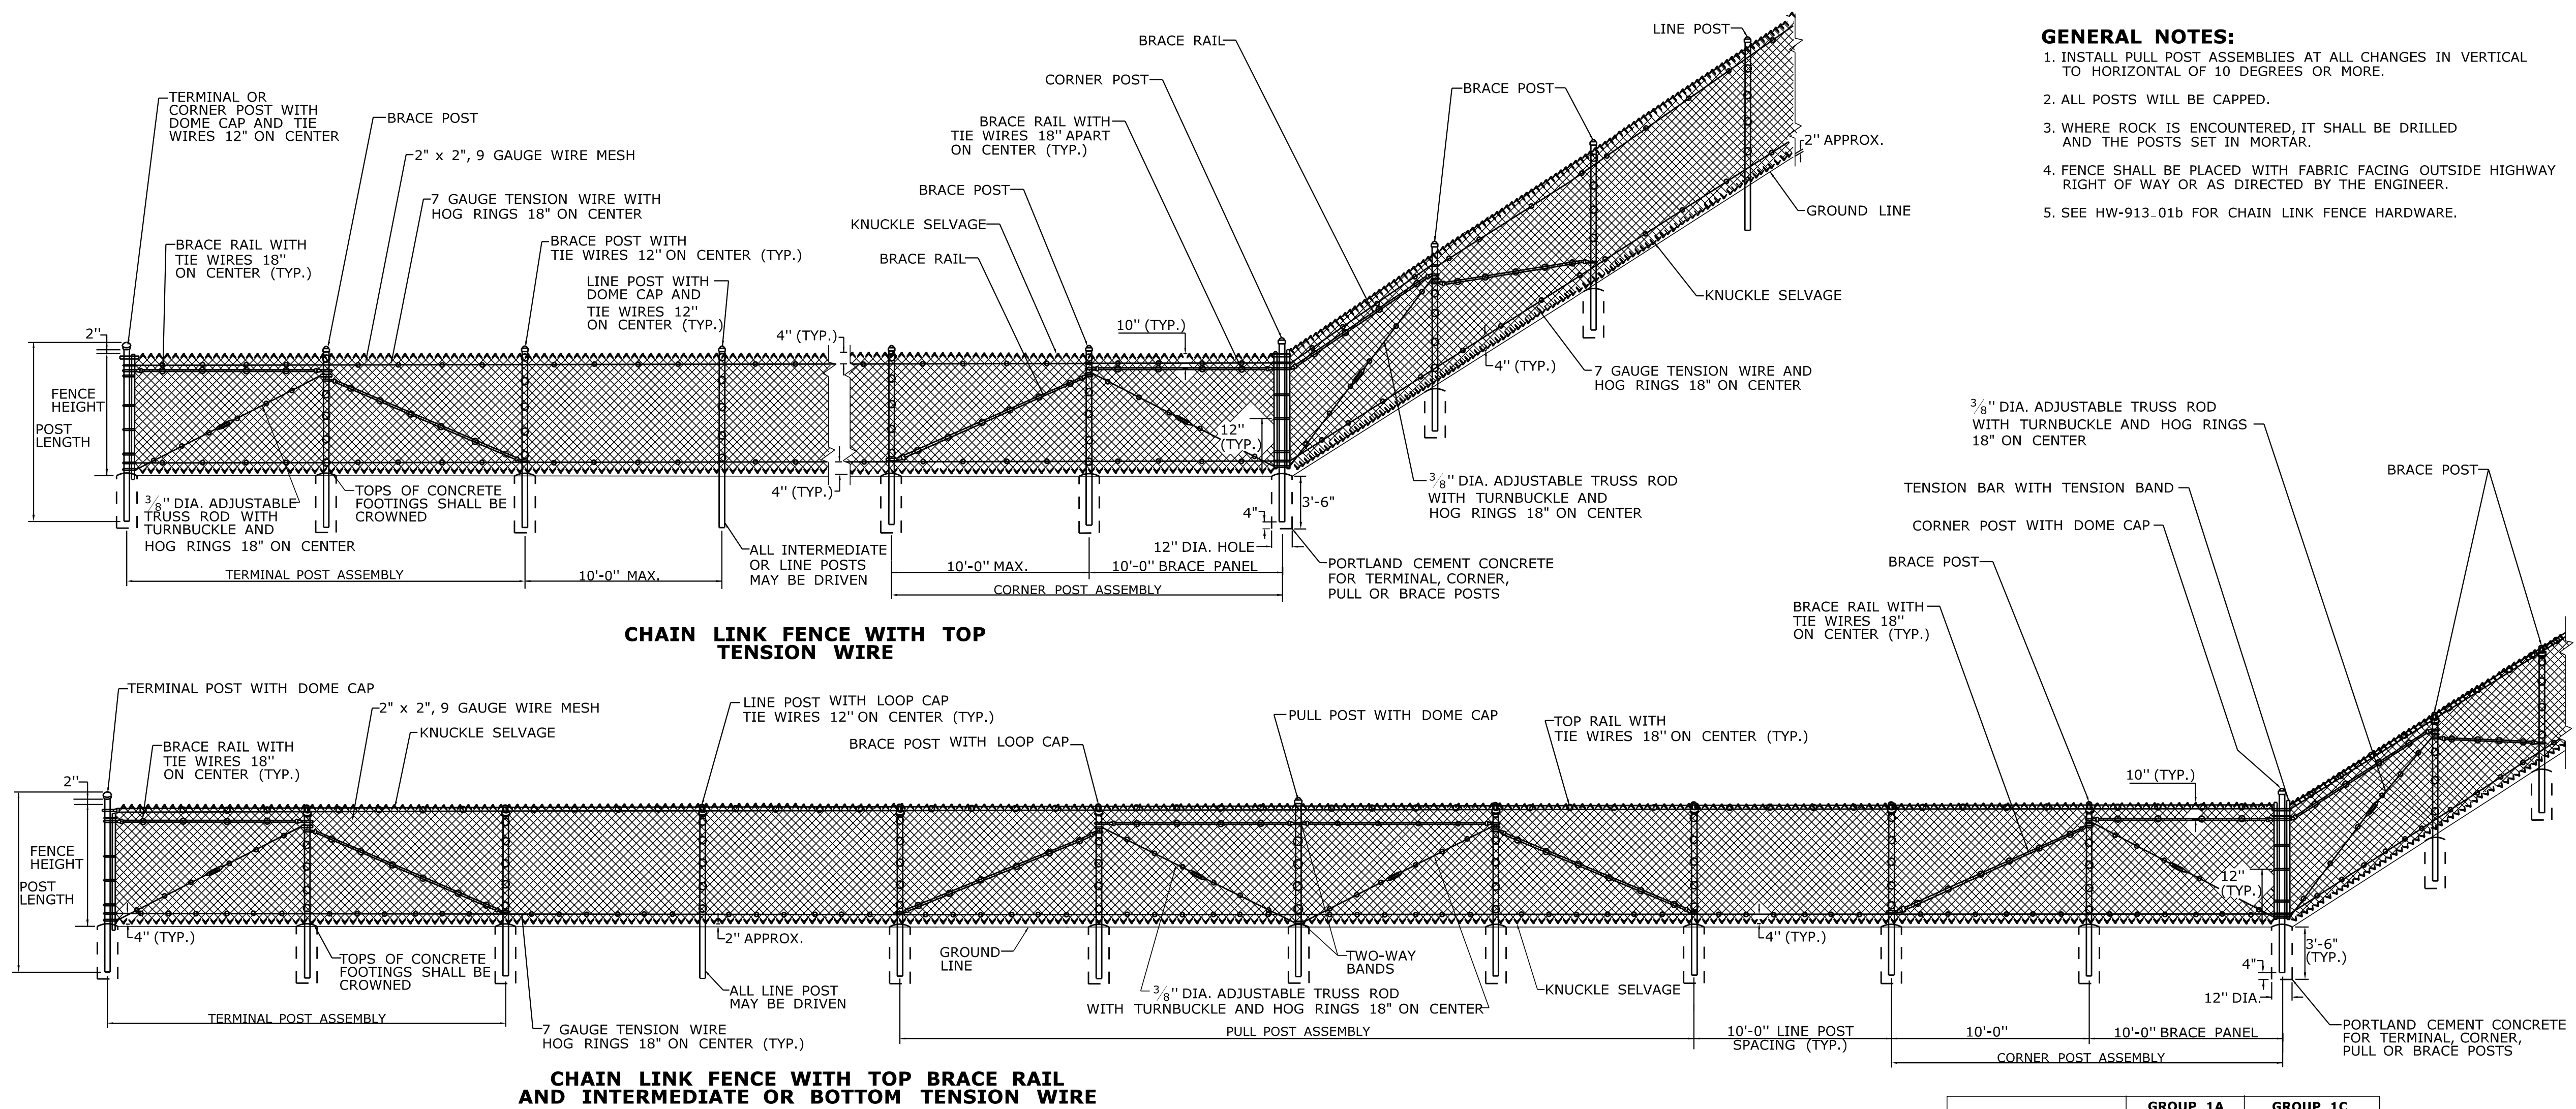 GENERAL NOTES:
1. INSTALL PULL POST ASSEMBLIES AT ALL CHANGES IN VERTICAL
TO HORIZONTAL OF 10 DEGREES OR MORE.
2. ALL POSTS WILL BE CAPPED.
3. WHERE ROCK IS ENCOUNTERED, IT SHALL BE DRILLED
AND THE POSTS SET IN MORTAR.
4. FENCE SHALL BE PLACED WITH FABRIC FACING OUTSIDE HIGHWAY
RIGHT OF WAY OR AS DIRECTED BY THE ENGINEER.
5. SEE HW-913_01b FOR CHAIN LINK FENCE HARDWARE.
TERMINAL OR
CORNER POST WITH
DOME CAP AND TIE
WIRES 12" ON CENTER
BRACE POST
2" x 2", 9 GAUGE WIRE MESH
7 GAUGE TENSION WIRE WITH
HOG RINGS 18" ON CENTER
BRACE RAIL WITH
TIE WIRES 18"
ON CENTER (TYP.)
BRACE POST WITH
TIE WIRES 12" ON CENTER (TYP.)
LINE POST WITH
DOME CAP AND
TIE WIRES 12"
ON CENTER (TYP.)
BRACE RAIL
CORNER POST
BRACE RAIL WITH
TIE WIRES 18" APART
ON CENTER (TYP.)
BRACE POST
KNUCKLE SELVAGE
BRACE RAIL
LINE POST
BRACE POST
2" APPROX.
GROUND LINE
KNUCKLE SELVAGE
4" (TYP.)
7 GAUGE TENSION WIRE AND
HOG RINGS 18" ON CENTER
2"
FENCE
HEIGHT
POST
LENGTH
4" (TYP.)
10" (TYP.)
12"
(TYP.)
4" (TYP.)
3/8" DIA. ADJUSTABLE
TRUSS ROD WITH
TURNBUCKLE AND
HOG RINGS 18" ON CENTER
TOPS OF CONCRETE
FOOTINGS SHALL BE
CROWNED
3/8" DIA. ADJUSTABLE TRUSS ROD
WITH TURNBUCKLE AND
HOG RINGS 18" ON CENTER
3'-6"
4"
12" DIA. HOLE
ALL INTERMEDIATE
OR LINE POSTS
MAY BE DRIVEN
PORTLAND CEMENT CONCRETE
FOR TERMINAL, CORNER,
PULL OR BRACE POSTS
TERMINAL POST ASSEMBLY
10'-0" MAX.
10'-0" MAX.
10'-0" BRACE PANEL
CORNER POST ASSEMBLY
CHAIN LINK FENCE WITH TOP
TENSION WIRE
3/8" DIA. ADJUSTABLE TRUSS ROD
WITH TURNBUCKLE AND HOG RINGS
18" ON CENTER
BRACE POST
TENSION BAR WITH TENSION BAND
CORNER POST WITH DOME CAP
BRACE POST
BRACE RAIL WITH
TIE WIRES 18"
ON CENTER (TYP.)
TERMINAL POST WITH DOME CAP
2" x 2", 9 GAUGE WIRE MESH
KNUCKLE SELVAGE
BRACE RAIL WITH
TIE WIRES 18"
ON CENTER (TYP.)
LINE POST WITH LOOP CAP
TIE WIRES 12" ON CENTER (TYP.)
BRACE POST WITH LOOP CAP
PULL POST WITH DOME CAP
TOP RAIL WITH
TIE WIRES 18" ON CENTER (TYP.)
2"
10" (TYP.)
FENCE
HEIGHT
POST
LENGTH
12"
(TYP.)
4" (TYP.)
TOPS OF CONCRETE
FOOTINGS SHALL BE
CROWNED
2" APPROX.
ALL LINE POST
MAY BE DRIVEN
GROUND
LINE
TWO-WAY
BANDS
3/8" DIA. ADJUSTABLE TRUSS ROD
WITH TURNBUCKLE AND HOG RINGS 18" ON CENTER
KNUCKLE SELVAGE
4" (TYP.)
3'-6"
(TYP.)
4"
12" DIA.
PORTLAND CEMENT CONCRETE
FOR TERMINAL, CORNER,
PULL OR BRACE POSTS
TERMINAL POST ASSEMBLY
7 GAUGE TENSION WIRE
HOG RINGS 18" ON CENTER (TYP.)
PULL POST ASSEMBLY
10'-0" LINE POST
SPACING (TYP.)
10'-0"
10'-0" BRACE PANEL
CORNER POST ASSEMBLY
CHAIN LINK FENCE WITH TOP BRACE RAIL
AND INTERMEDIATE OR BOTTOM TENSION WIRE
GROUP 1A GROUP 1C